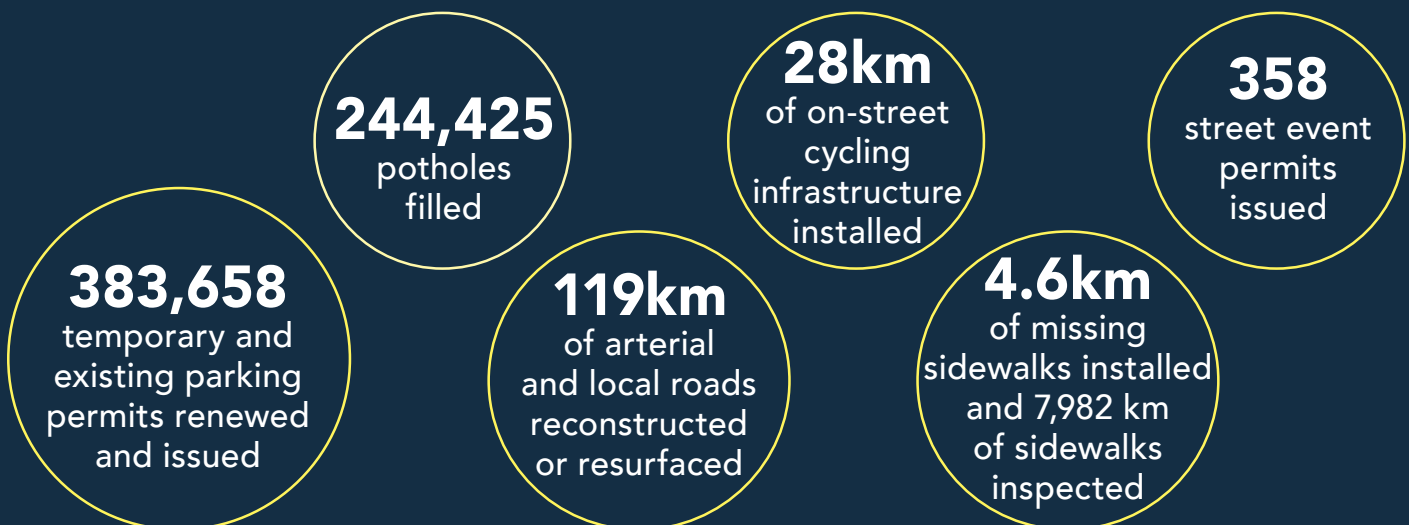 244,425
potholes
filled
28km
of on-street
cycling
infrastructure
installed
358
street event
permits
issued
383,658
temporary and
existing parking
permits renewed
and issued
119km
of arterial
and local roads
reconstructed
or resurfaced
4.6km
of missing
sidewalks installed
and 7,982 km
of sidewalks
inspected